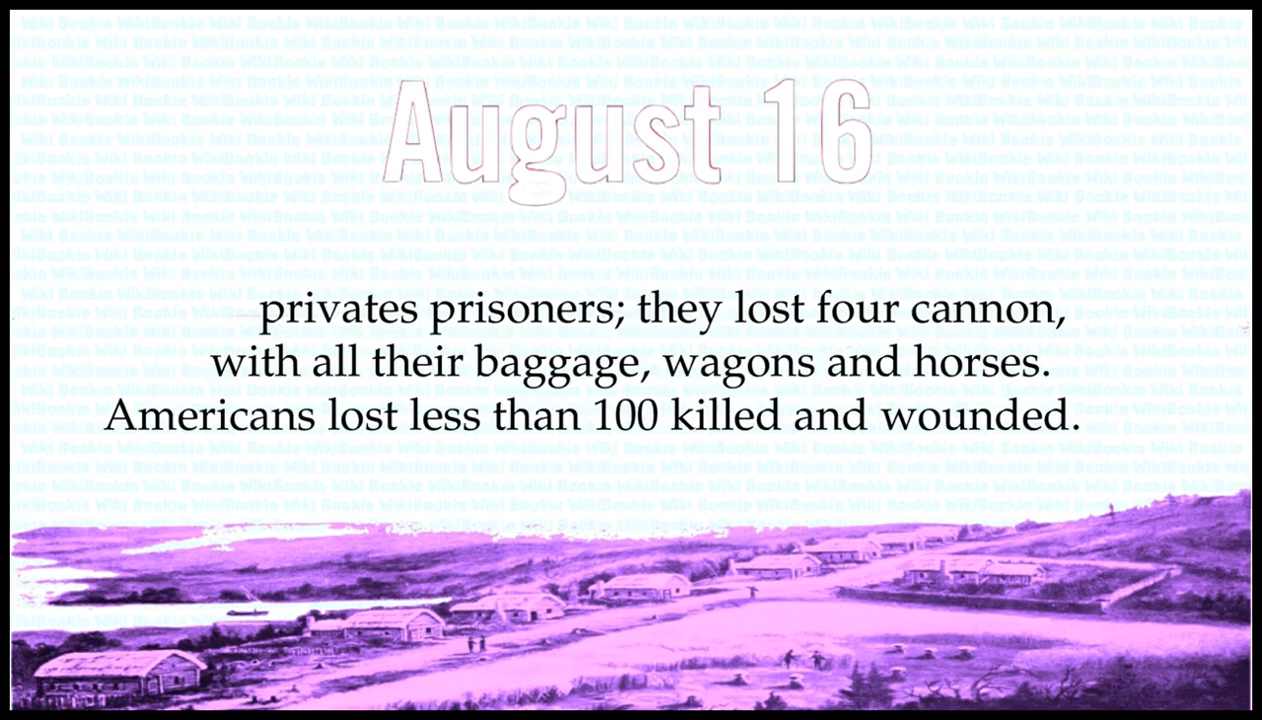 August 16
privates prisoners; they lost four cannon,
with all their baggage, wagons and horses.
Americans lost less than 100 killed and wounded.